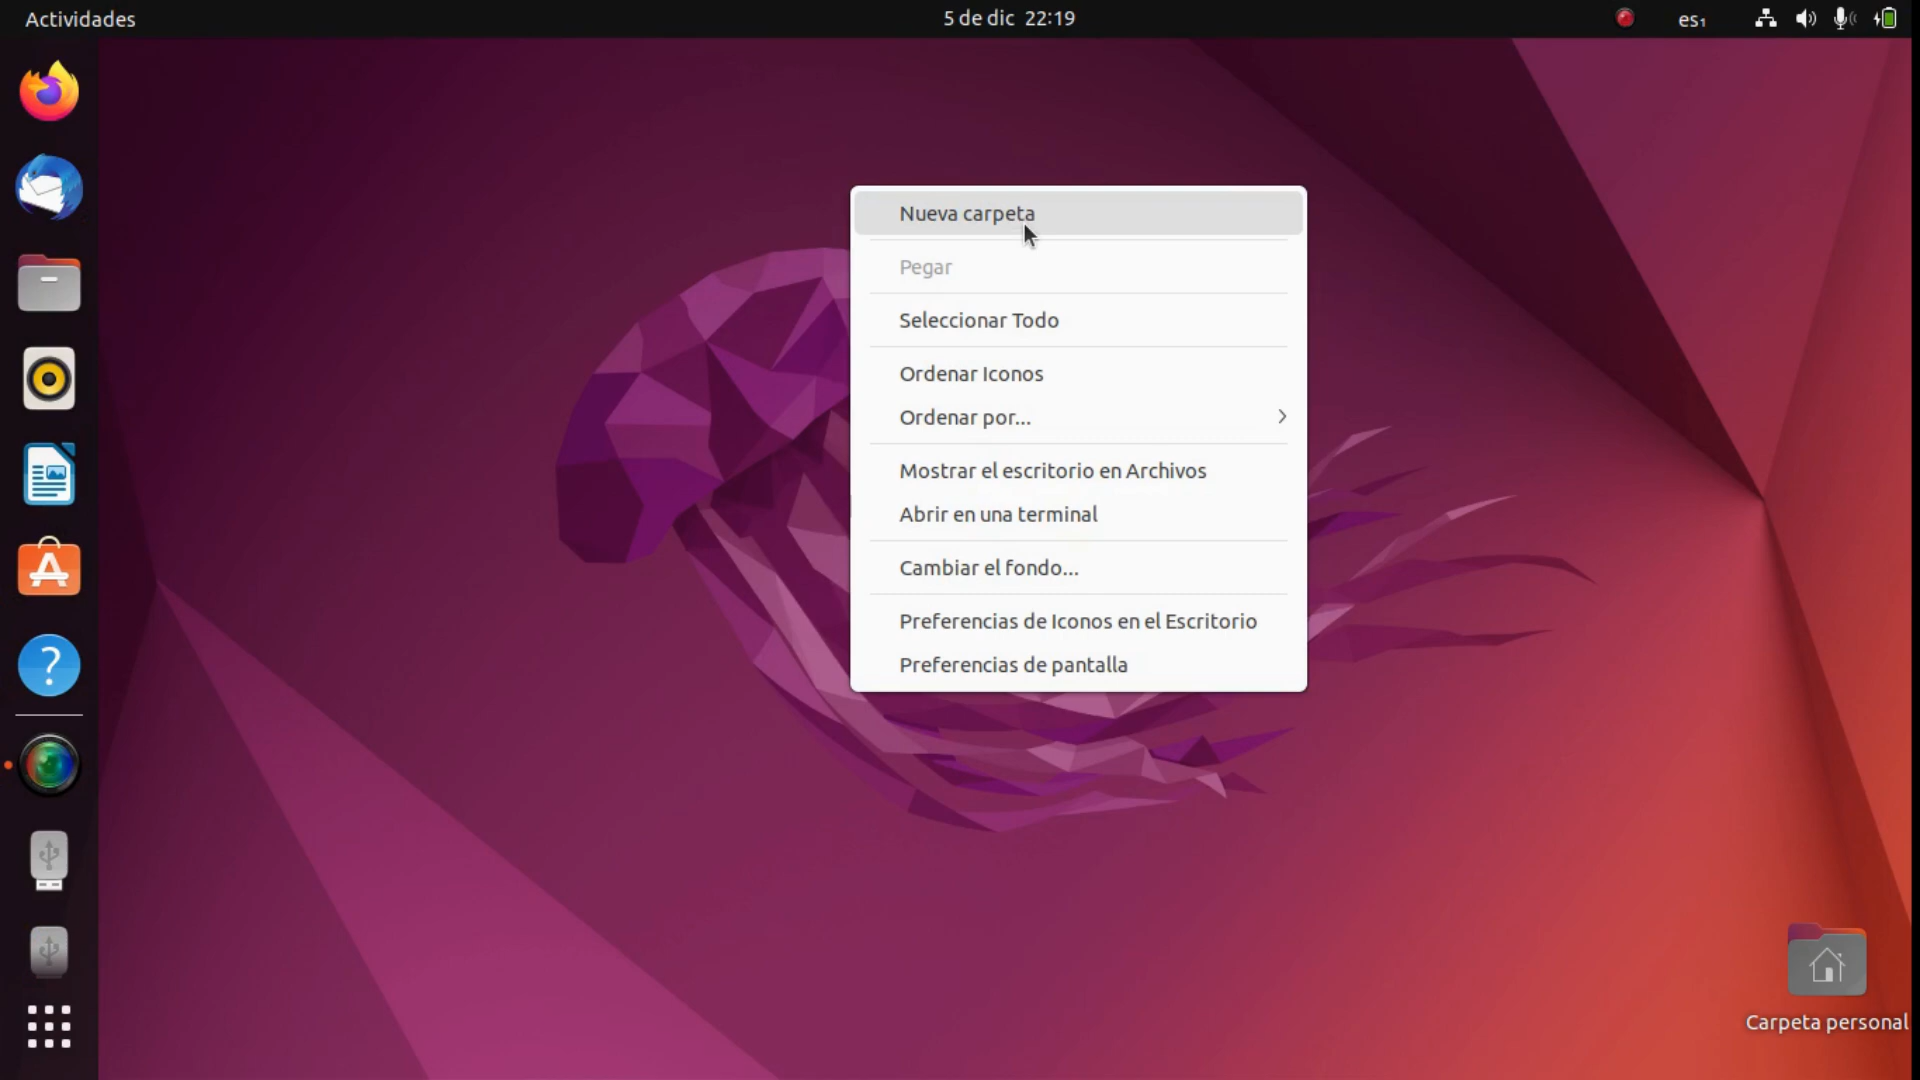 Actividades
5 de dic 22:19
es₁
Nueva carpeta
Pegar
Seleccionar Todo
Ordenar Iconos
Ordenar por...
Mostrar el escritorio en Archivos
Abrir en una terminal
Cambiar el fondo...
Preferencias de Iconos en el Escritorio
Preferencias de pantalla
?
Carpeta personal